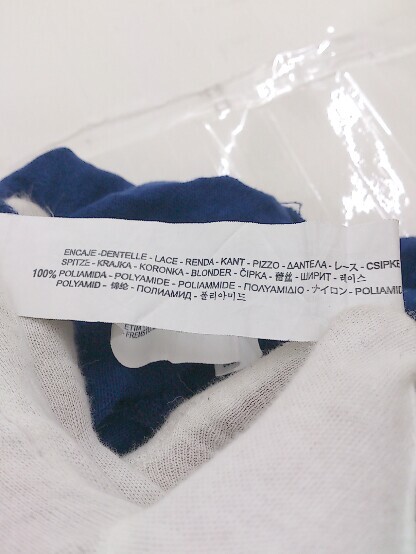 ENCAJE-DENTELLE - LACE - RENDA - KANT - PIZZO - ΔΑΝΤΕΛΑ - レース - CSIPKE
SPITZE - KRAJKA - KORONKA - BLONDER - ČIPKA - 蕾丝 - ШИРИТ - 레이스
100% POLIAMIDA - POLYAMIDE - POLIAMMIDE - ΠΟΛΥΑΜΙΔΙΟ - ナイロン - POLIAMID
POLYAMID - 锦纶 - ПОЛИАМИД - 폴리아미드